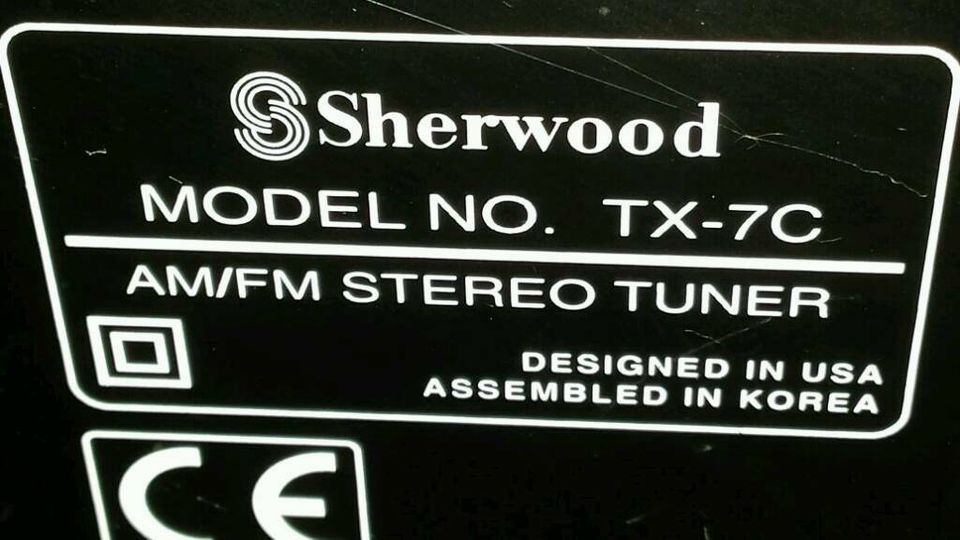 Sherwood
MODEL NO. TX-7C
AM/FM STEREO TUNER
DESIGNED IN USA
ASSEMBLED IN KOREA
CE